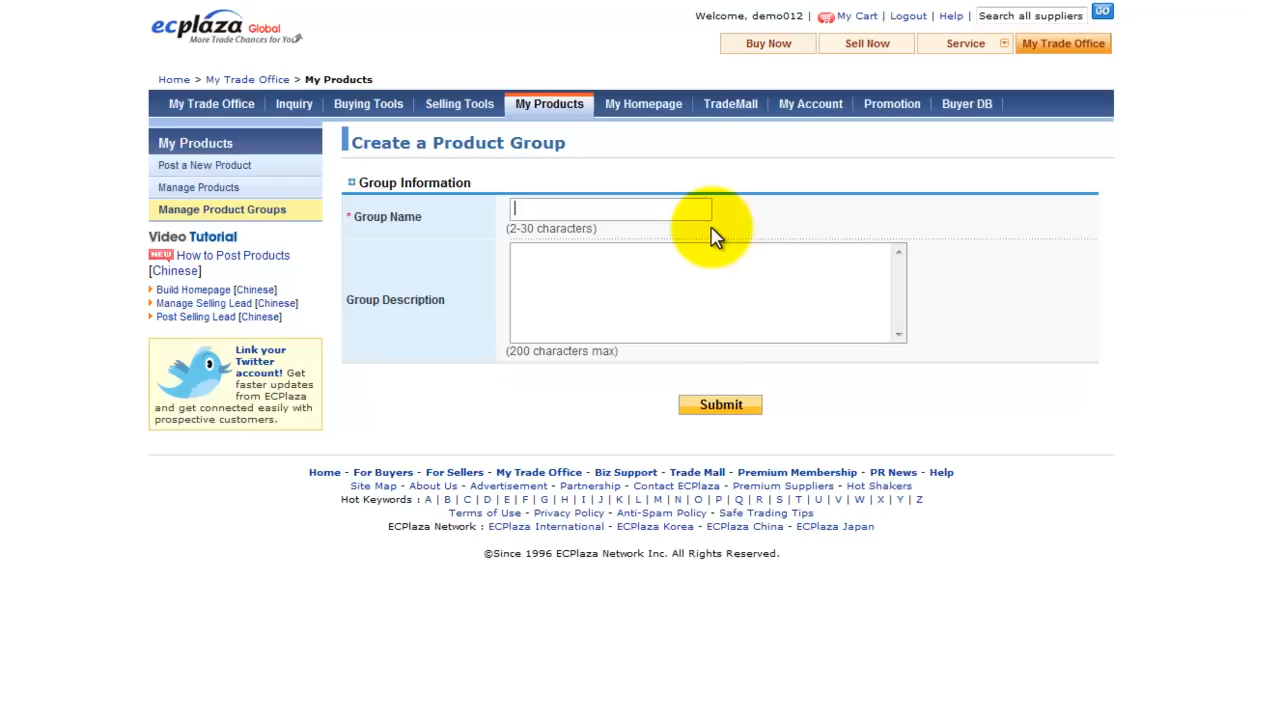 ecplaza Global
More Trade Chances for You
Welcome, demo012 | My Cart | Logout | Help | Search all suppliers GO
Buy Now Sell Now Service My Trade Office
Home > My Trade Office > My Products
My Trade Office Inquiry Buying Tools Selling Tools My Products My Homepage TradeMall My Account Promotion Buyer DB
My Products
Post a New Product
Manage Products
Manage Product Groups
Video Tutorial
NEW How to Post Products
[Chinese]
Build Homepage [Chinese]
Manage Selling Lead [Chinese]
Post Selling Lead [Chinese]
Link your
Twitter
account! Get
faster updates
from ECPlaza
and get connected easily with
prospective customers.
Create a Product Group
Group Information
* Group Name
(2-30 characters)
Group Description
(200 characters max)
Submit
Home - For Buyers - For Sellers - My Trade Office - Biz Support - Trade Mall - Premium Membership - PR News - Help
Site Map - About Us - Advertisement - Partnership - Contact ECPlaza - Premium Suppliers - Hot Shakers
Hot Keywords : A | B | C | D | E | F | G | H | I | J | K | L | M | N | O | P | Q | R | S | T | U | V | W | X | Y | Z
Terms of Use - Privacy Policy - Anti-Spam Policy - Safe Trading Tips
ECPlaza Network : ECPlaza International - ECPlaza Korea - ECPlaza China - ECPlaza Japan
©Since 1996 ECPlaza Network Inc. All Rights Reserved.